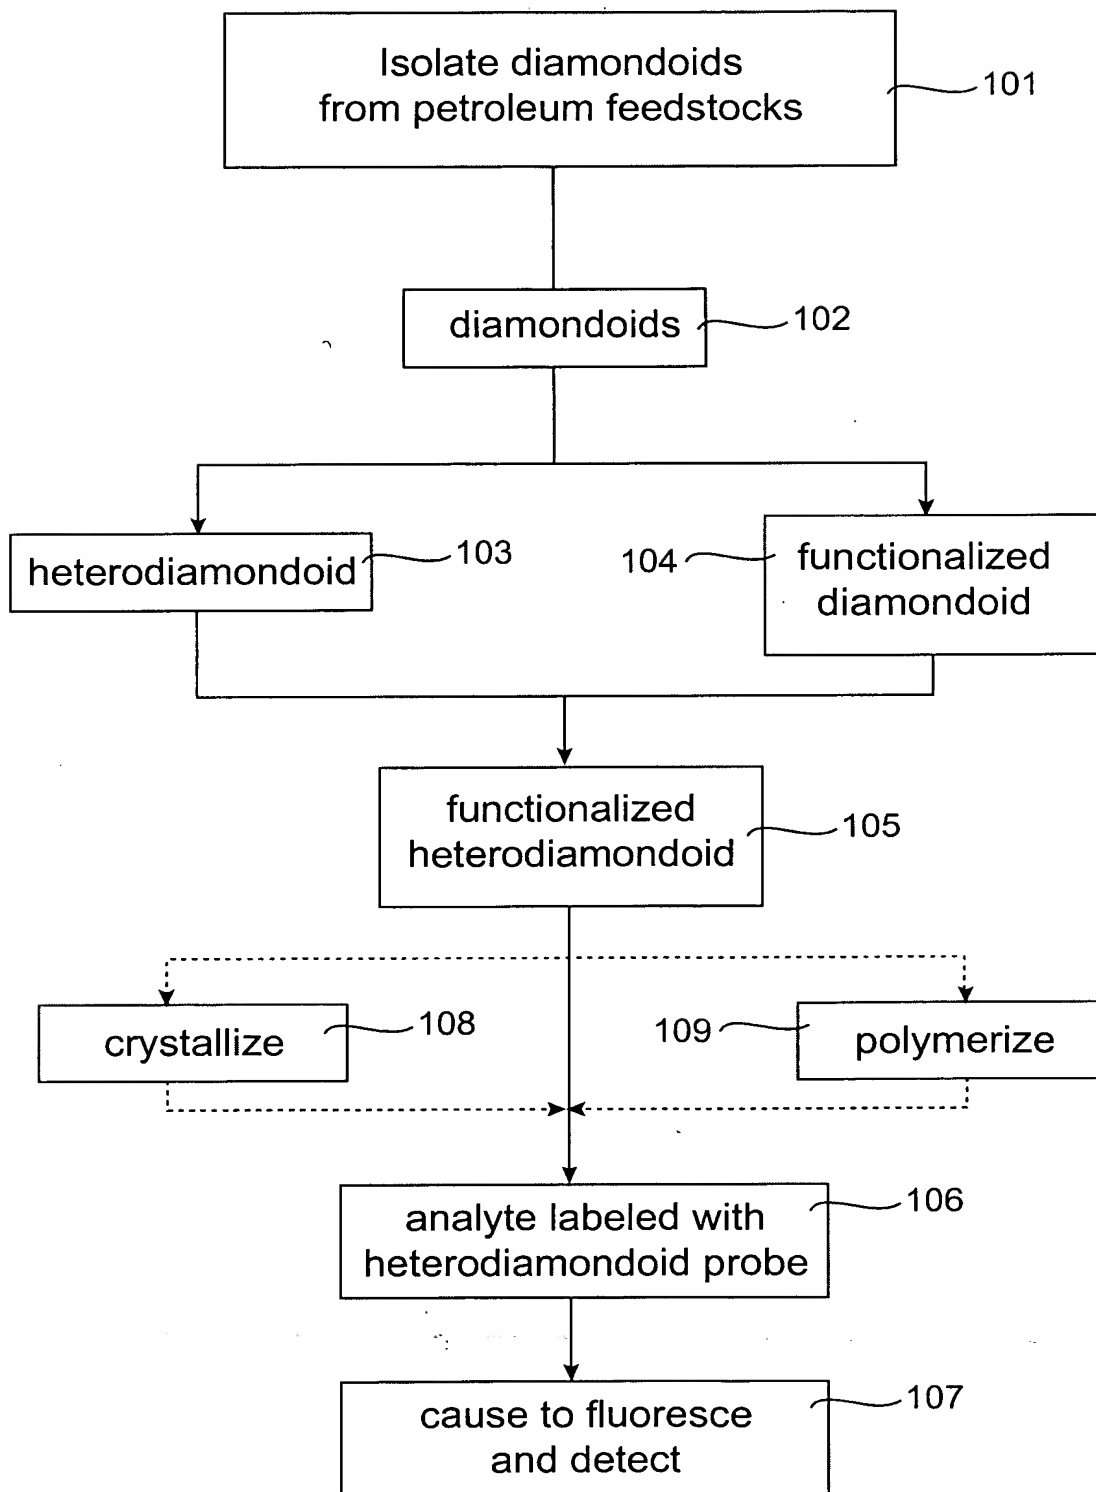 Isolate diamondoids
from petroleum feedstocks
101
diamondoids
102
heterodiamondoid
103
104
functionalized
diamondoid
functionalized
heterodiamondoid
105
crystallize
108
109
polymerize
analyte labeled with
heterodiamondoid probe
106
cause to fluoresce
and detect
107